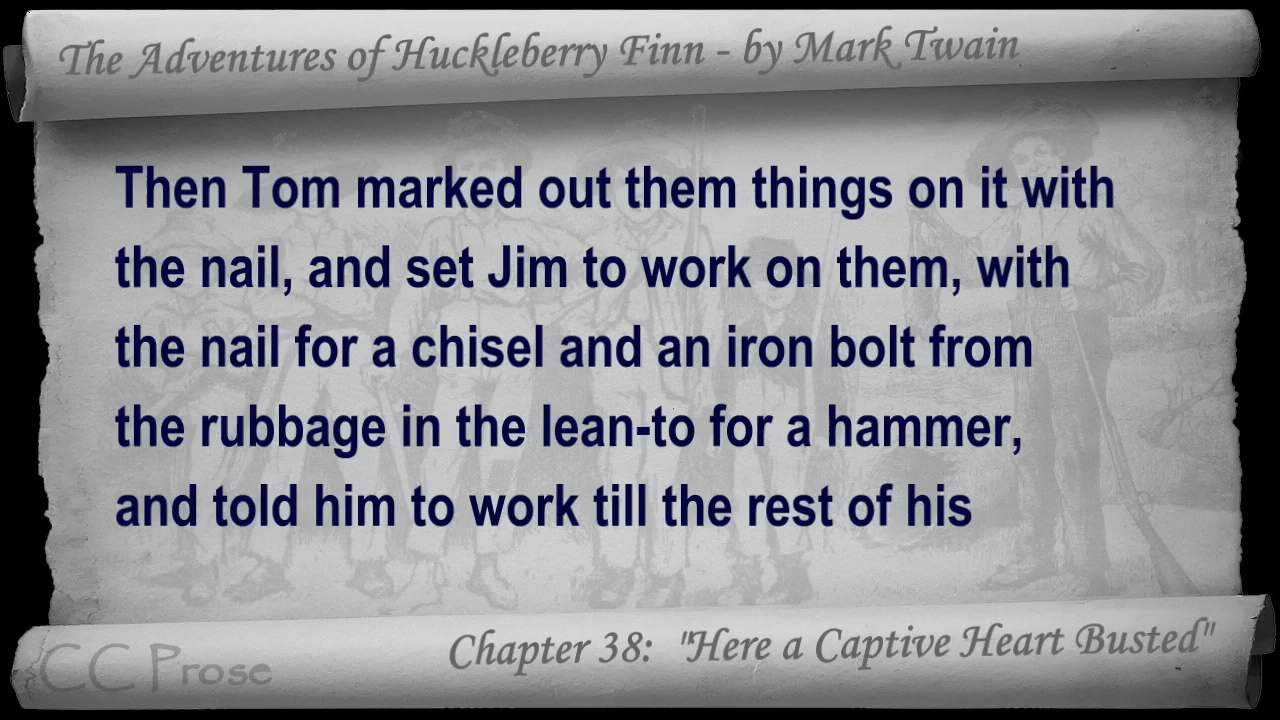 The Adventures of Huckleberry Finn - by Mark Twain
Then Tom marked out them things on it with
the nail, and set Jim to work on them, with
the nail for a chisel and an iron bolt from
the rubbage in the lean-to for a hammer,
and told him to work till the rest of his
Chapter 38: "Here a Captive Heart Busted"
CC Prose